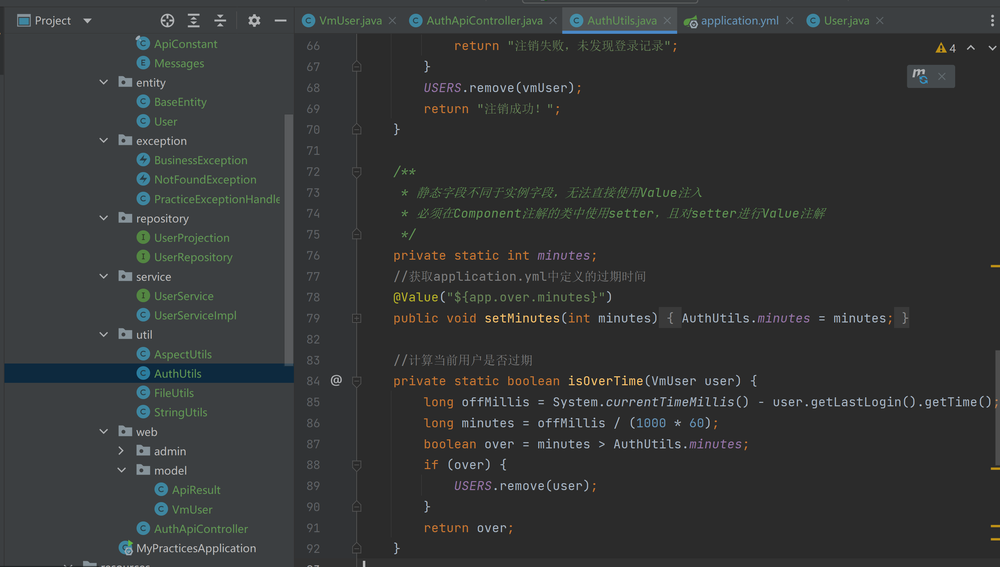 Project
VmUser.java
AuthApiController.java
AuthUtils.java
application.yml
User.java
ApiConstant
Messages
entity
BaseEntity
User
exception
BusinessException
NotFoundException
PracticeExceptionHandle
repository
UserProjection
UserRepository
service
UserService
UserServiceImpl
util
AspectUtils
AuthUtils
FileUtils
StringUtils
web
admin
model
ApiResult
VmUser
AuthApiController
MyPracticesApplication
resources
4
66 return "注销失败，未发现登录记录";
67 }
68 USERS.remove(vmUser);
69 return "注销成功！";
70 }
71
72 /**
73 * 静态字段不同于实例字段，无法直接使用Value注入
74 * 必须在Component注解的类中使用setter，且对setter进行Value注解
75 */
76 private static int minutes;
77 //获取application.yml中定义的过期时间
78 @Value("${app.over.minutes}")
79 public void setMinutes(int minutes) { AuthUtils.minutes = minutes; }
82
83 //计算当前用户是否过期
84 @ private static boolean isOverTime(VmUser user) {
85 long offMillis = System.currentTimeMillis() - user.getLastLogin().getTime();
86 long minutes = offMillis / (1000 * 60);
87 boolean over = minutes > AuthUtils.minutes;
88 if (over) {
89 USERS.remove(user);
90 }
91 return over;
92 }